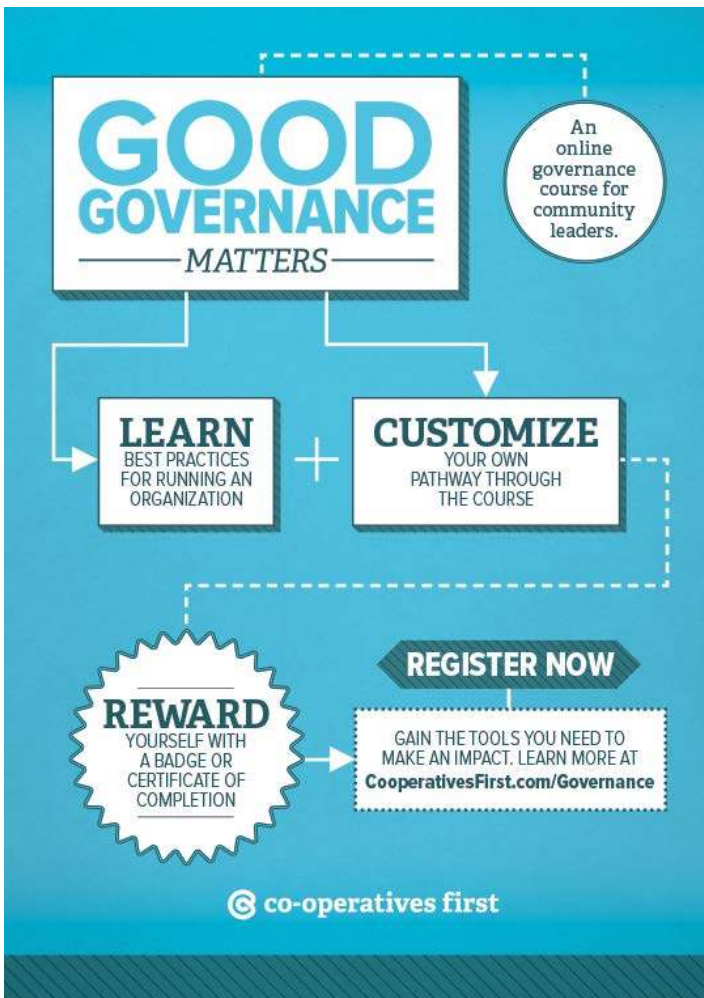 GOOD
GOVERNANCE
MATTERS
An
online
governance
course for
community
leaders.
LEARN
BEST PRACTICES
FOR RUNNING AN
ORGANIZATION
+
CUSTOMIZE
YOUR OWN
PATHWAY THROUGH
THE COURSE
REWARD
YOURSELF WITH
A BADGE OR
CERTIFICATE OF
COMPLETION
REGISTER NOW
GAIN THE TOOLS YOU NEED TO
MAKE AN IMPACT. LEARN MORE AT
CooperativesFirst.com/Governance
co-operatives first